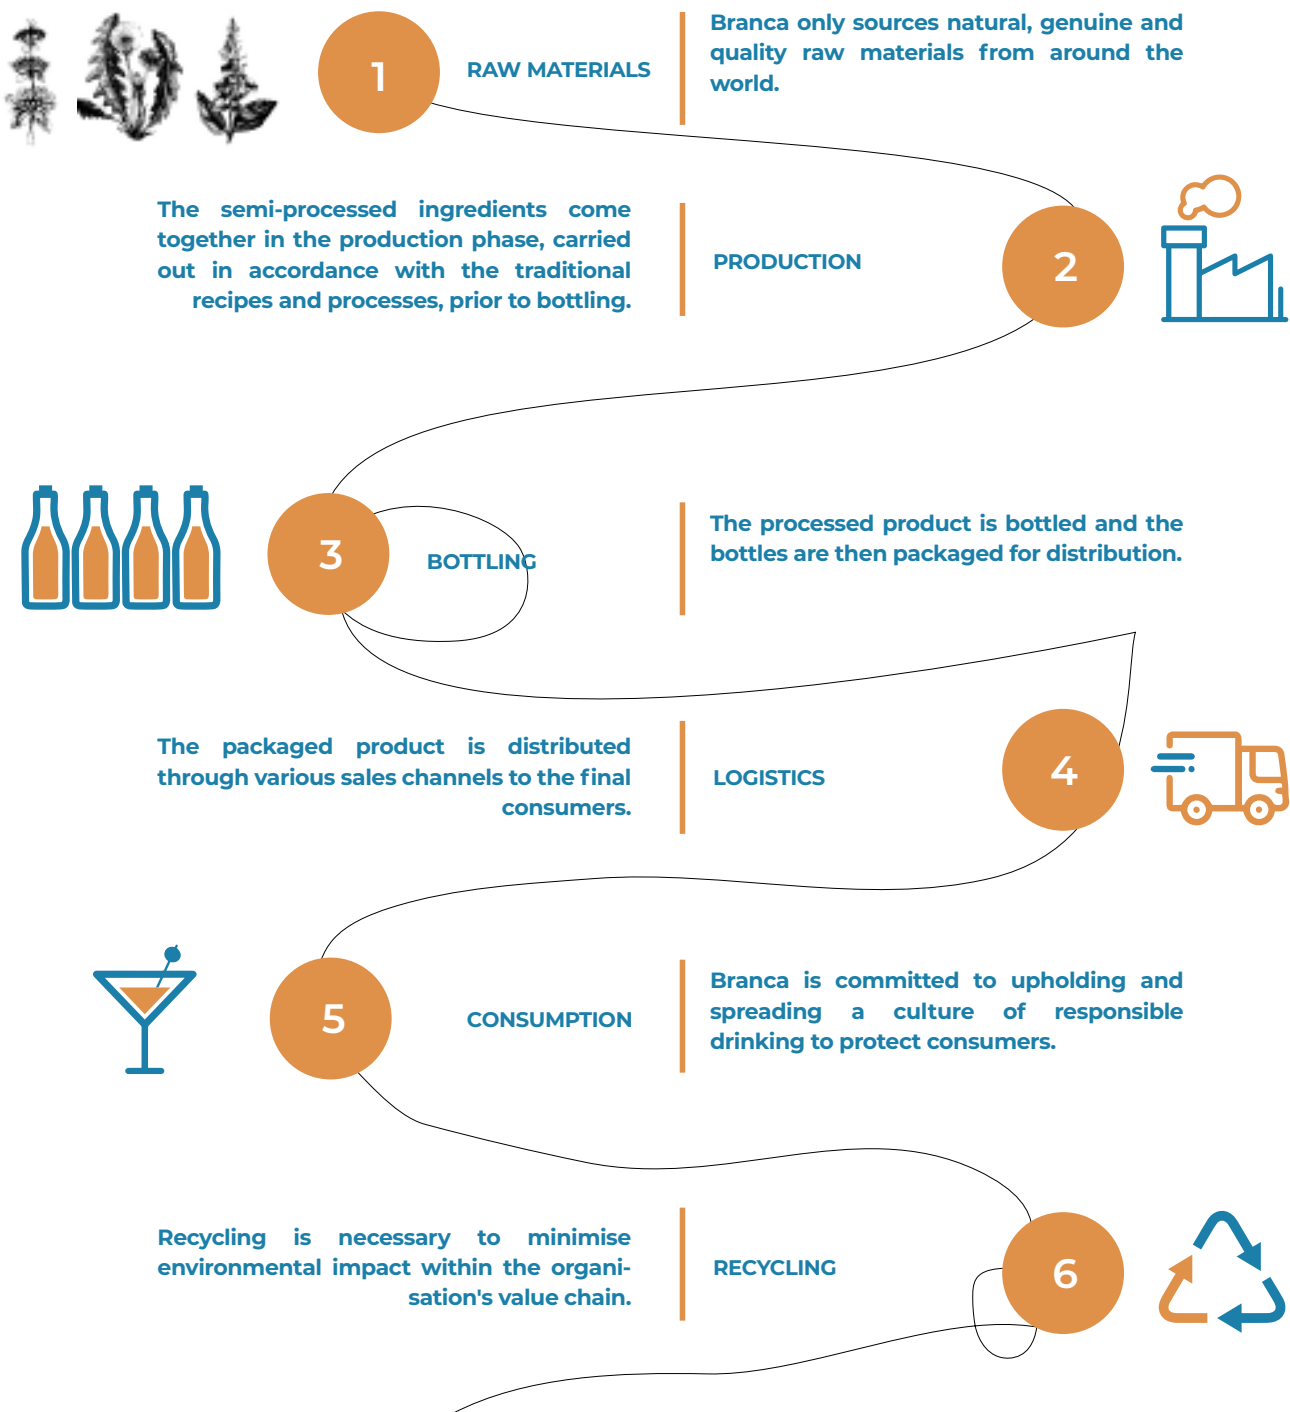 1
RAW MATERIALS
Branca only sources natural, genuine and
quality raw materials from around the
world.
The semi-processed ingredients come
together in the production phase, carried
out in accordance with the traditional
recipes and processes, prior to bottling.
PRODUCTION
2
3
BOTTLING
The processed product is bottled and the
bottles are then packaged for distribution.
The packaged product is distributed
through various sales channels to the final
consumers.
LOGISTICS
4
5
CONSUMPTION
Branca is committed to upholding and
spreading a culture of responsible
drinking to protect consumers.
Recycling is necessary to minimise
environmental impact within the organi-
sation's value chain.
RECYCLING
6